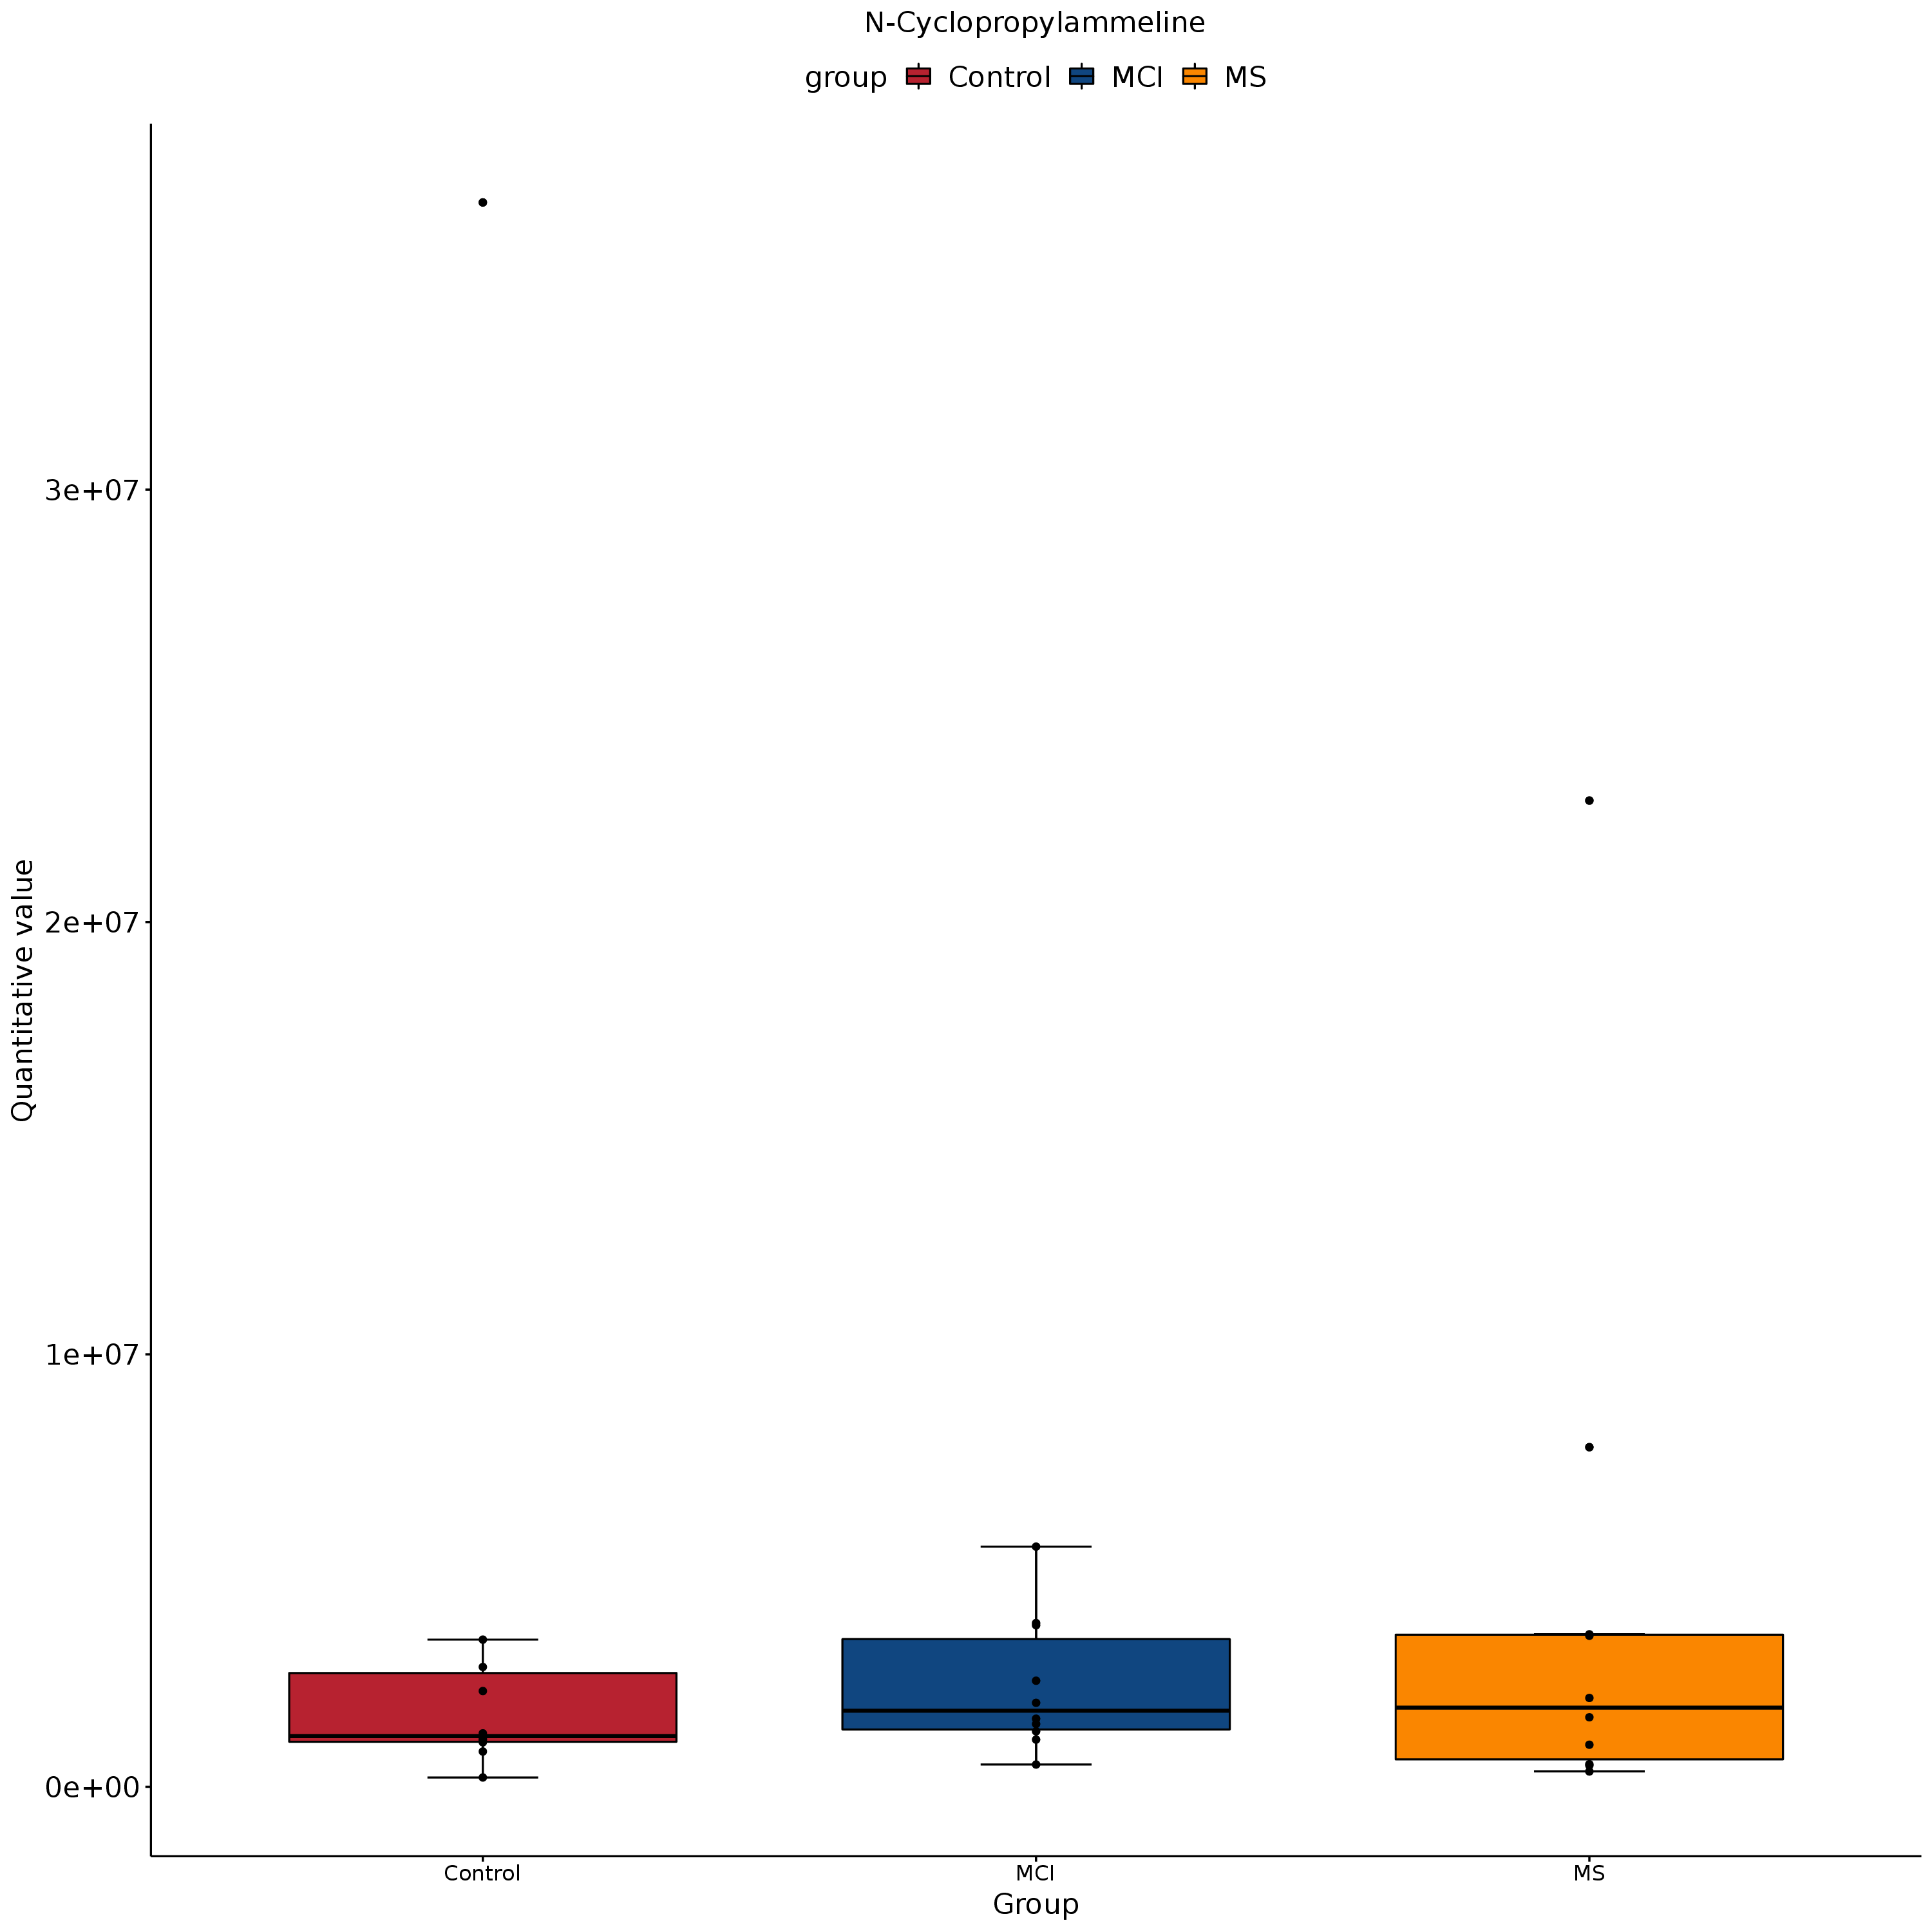 N-Cyclopropylammeline
group Control MCI MS
3e+07
2e+07
1e+07
0e+00
Quantitative value
Control MCI MS
Group